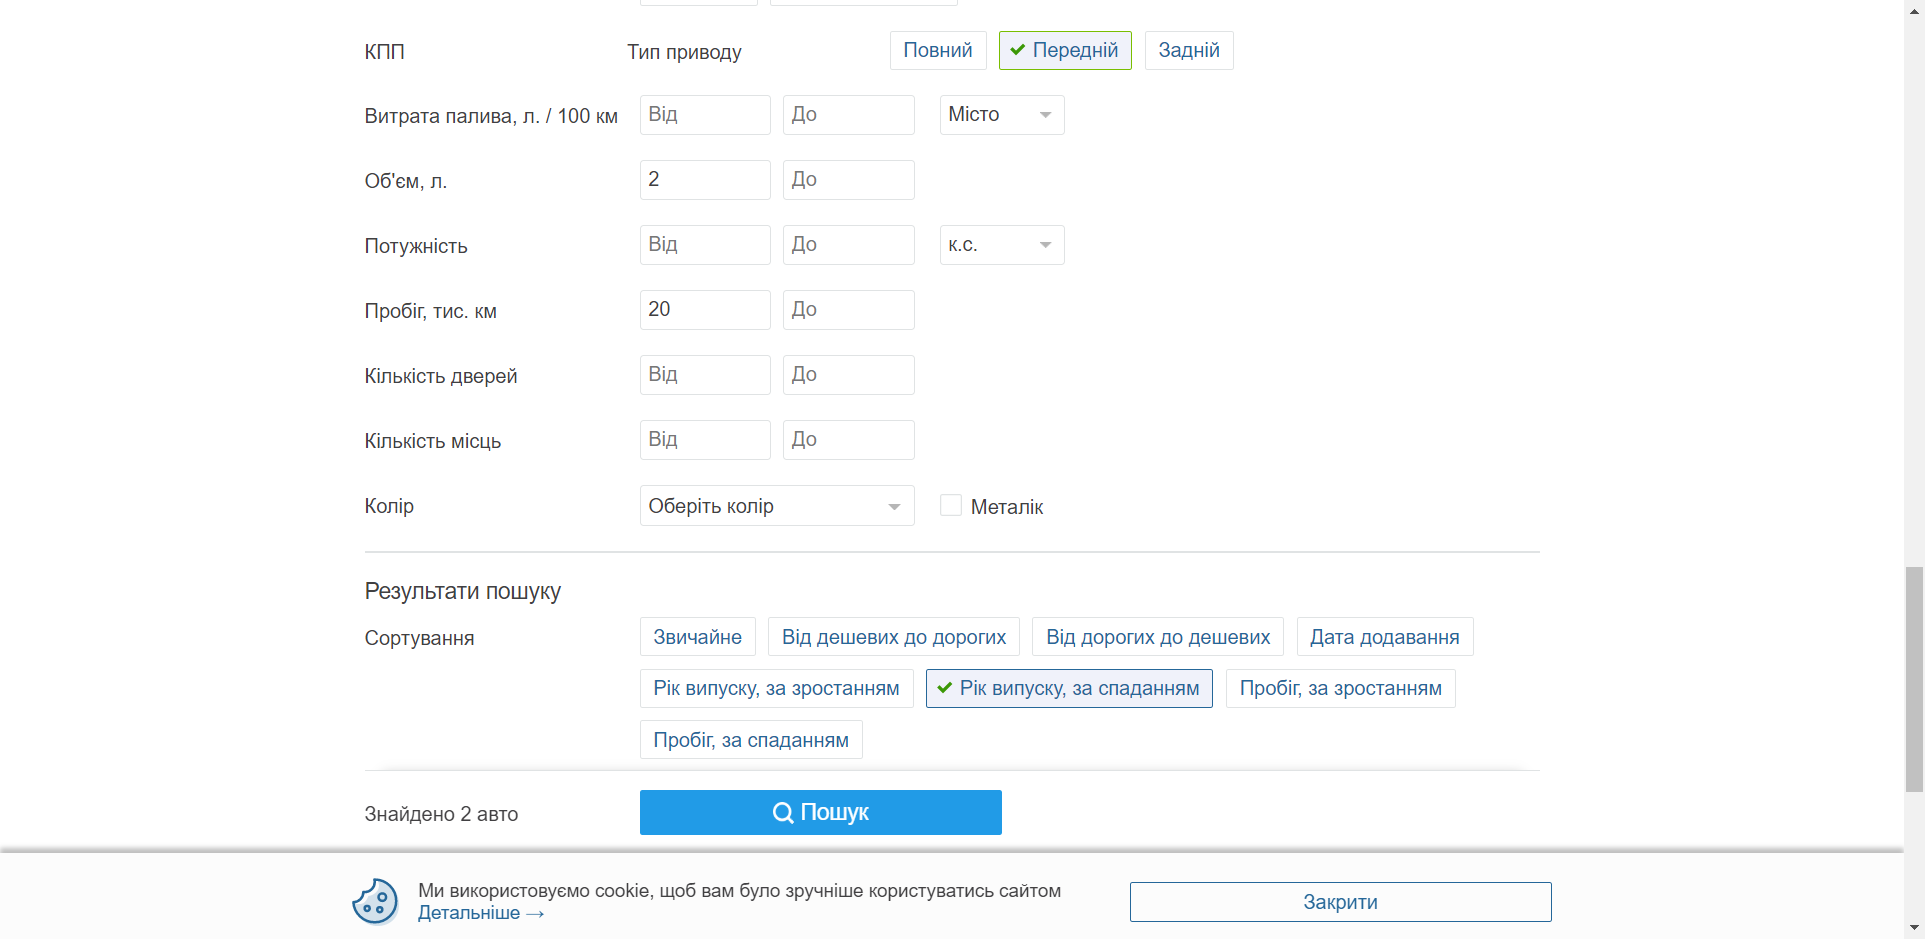 КПП Тип приводу Повний Передній Задній
Витрата палива, л. / 100 км Від До Місто
Об'єм, л. 2 До
Потужність Від До к.с.
Пробіг, тис. км 20 До
Кількість дверей Від До
Кількість місць Від До
Колір Оберіть колір Металік
Результати пошуку
Сортування Звичайне Від дешевих до дорогих Від дорогих до дешевих Дата додавання
Рік випуску, за зростанням Рік випуску, за спаданням Пробіг, за зростанням
Пробіг, за спаданням
Знайдено 2 авто Пошук
Ми використовуємо cookie, щоб вам було зручніше користуватись сайтом
Детальніше →
Закрити